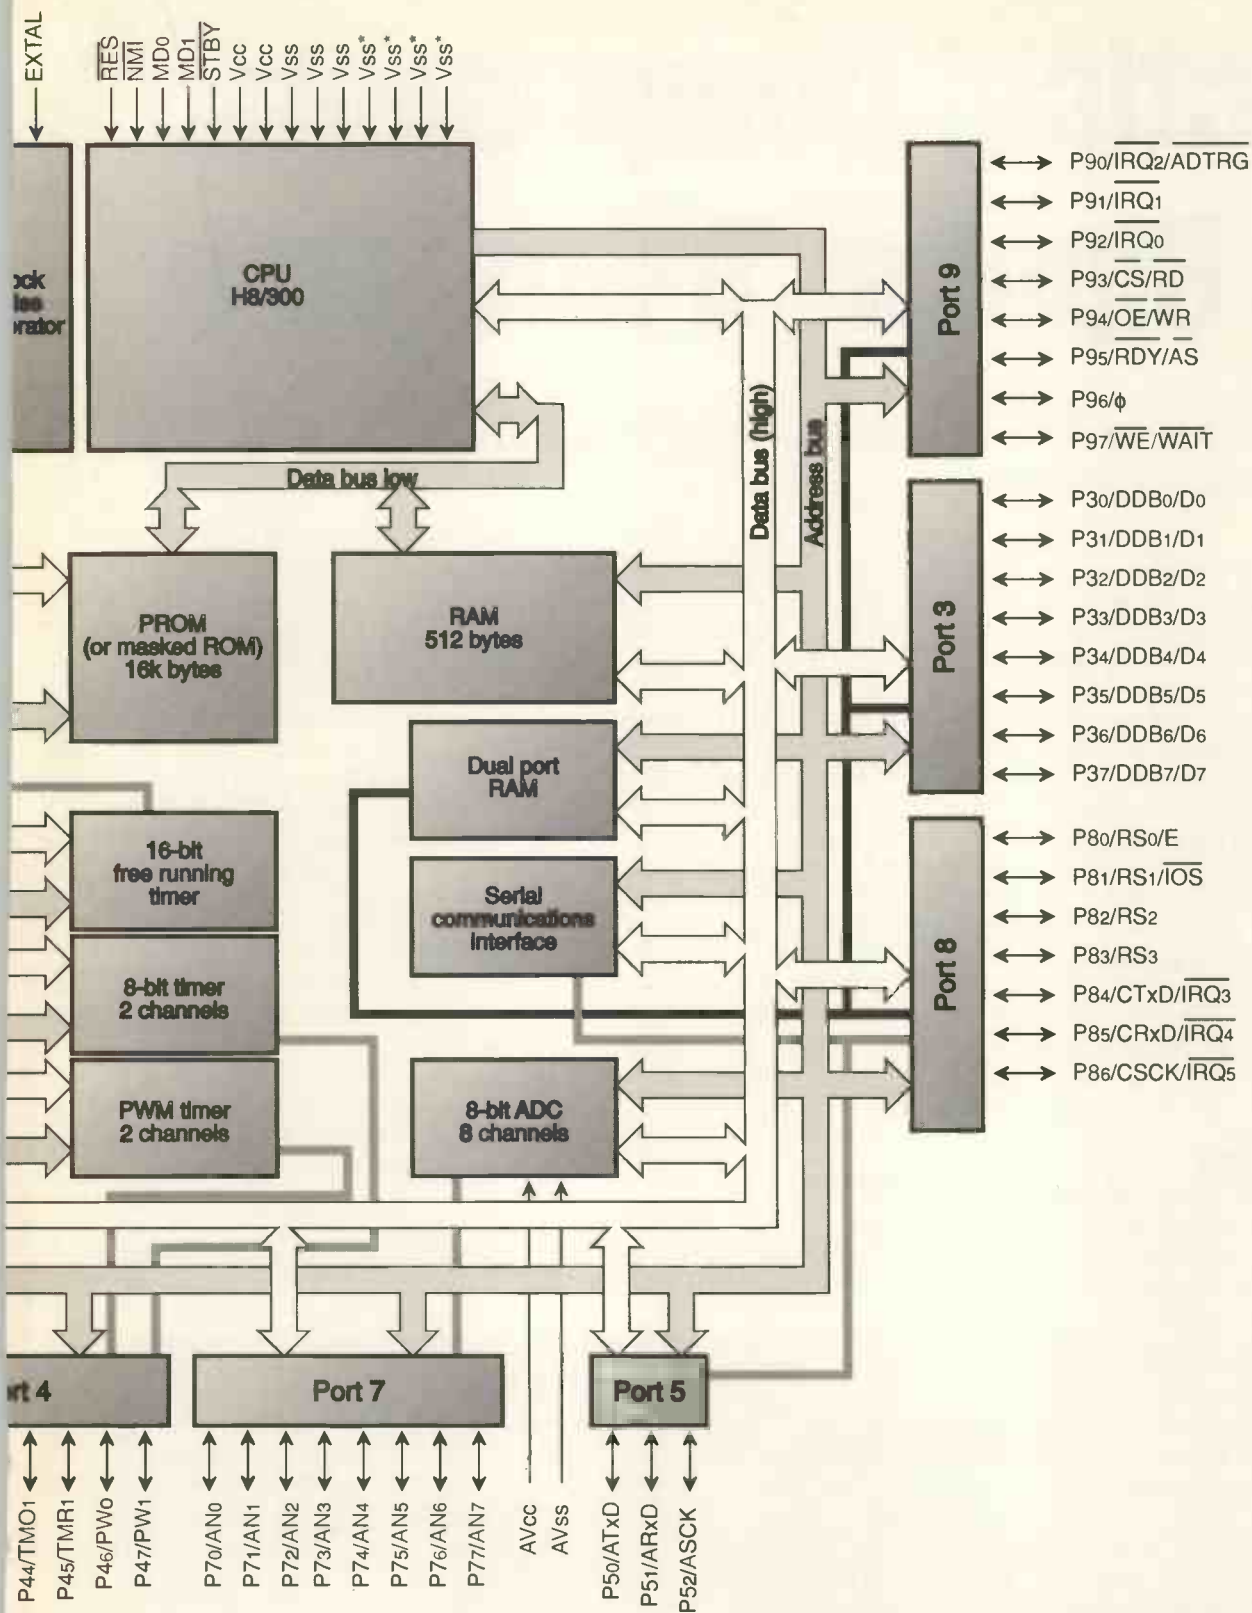 EXTAL
RES
NMI
MD0
MD1
STBY
Vcc
Vcc
Vss
Vss
Vss
Vss*
Vss*
Vss*
Vss*
CPU
H8/300
Port 9
P90/IRQ2/ADTRG
P91/IRQ1
P92/IRQ0
P93/CS/RD
P94/OE/WR
P95/RDY/AS
P96/ϕ
P97/WE/WAIT
Data bus low
Data bus (high)
Address bus
PROM
(or masked ROM)
16k bytes
RAM
512 bytes
Port 3
P30/DDB0/D0
P31/DDB1/D1
P32/DDB2/D2
P33/DDB3/D3
P34/DDB4/D4
P35/DDB5/D5
P36/DDB6/D6
P37/DDB7/D7
Dual port
RAM
16-bit
free running
timer
Serial
communications
interface
8-bit timer
2 channels
PWM timer
2 channels
8-bit ADC
8 channels
Port 8
P80/RS0/E
P81/RS1/IOS
P82/RS2
P83/RS3
P84/CTxD/IRQ3
P85/CRxD/IRQ4
P86/CSCK/IRQ5
rt 4
Port 7
Port 5
P44/TMO1
P45/TMR1
P46/PW0
P47/PW1
P70/AN0
P71/AN1
P72/AN2
P73/AN3
P74/AN4
P75/AN5
P76/AN6
P77/AN7
AVcc
AVss
P50/ATxD
P51/ARxD
P52/ASCK